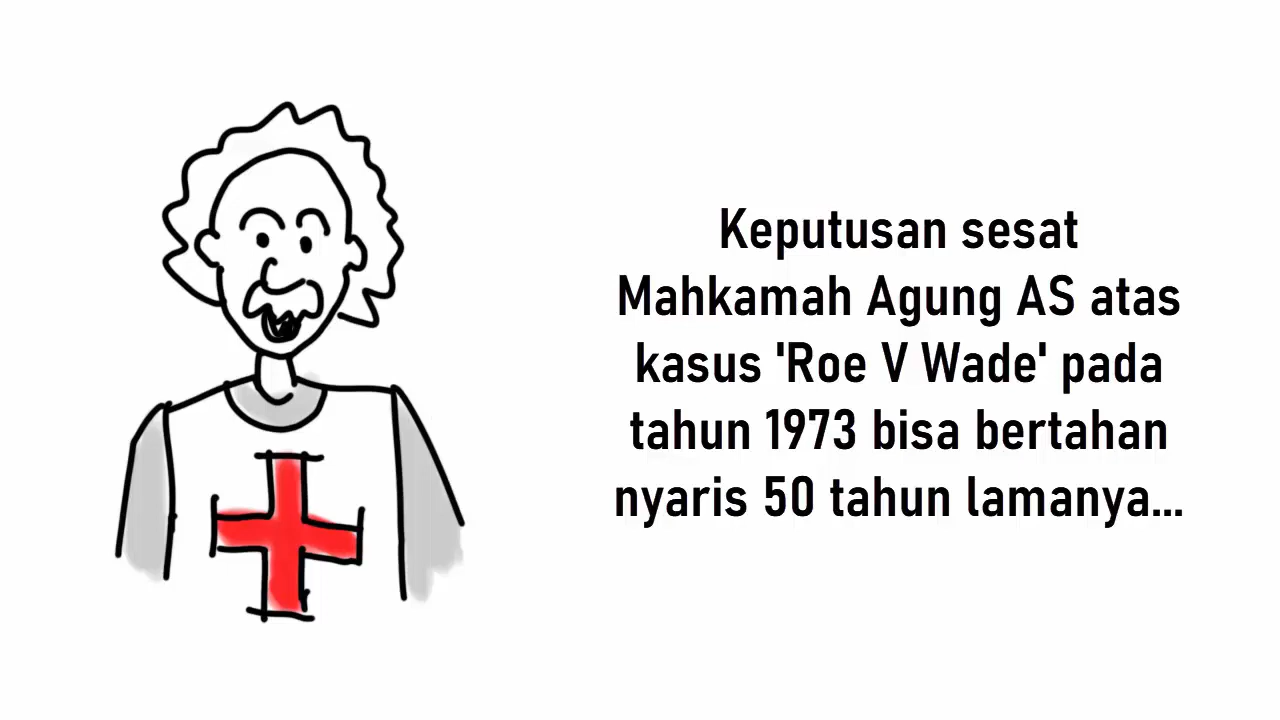 Keputusan sesat
Mahkamah Agung AS atas
kasus 'Roe V Wade' pada
tahun 1973 bisa bertahan
nyaris 50 tahun lamanya...